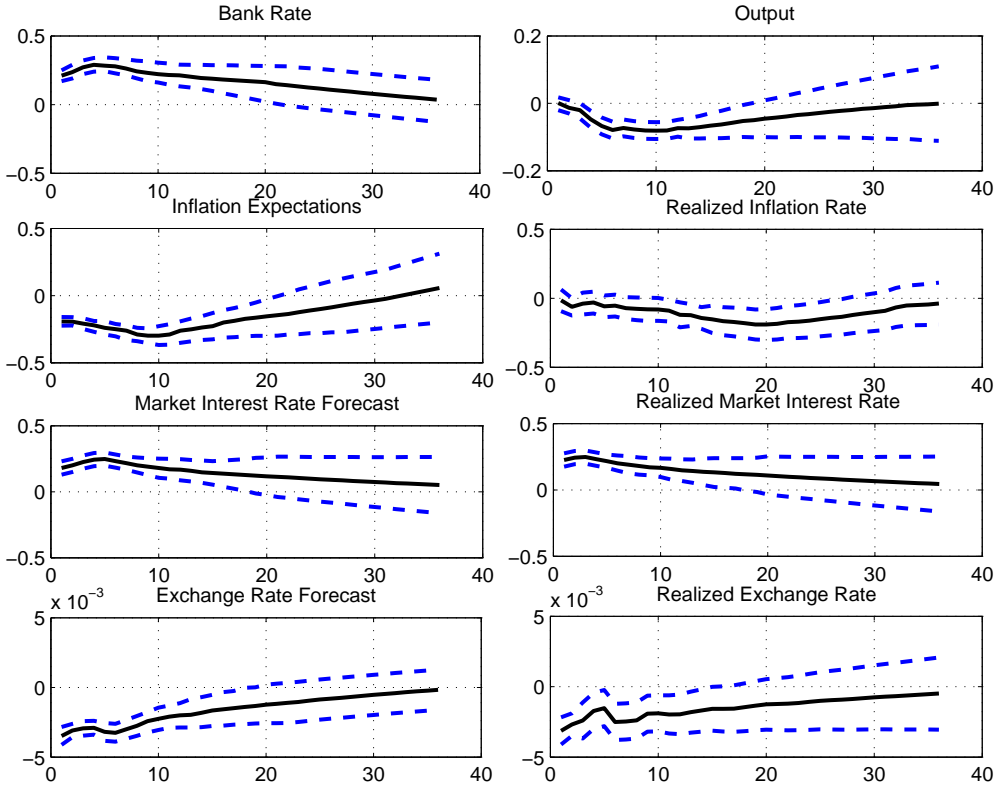 Bank Rate
Output
0.5
0
−0.5
0 10 20 30 40
0.2
0
−0.2
0 10 20 30 40
Inflation Expectations
Realized Inflation Rate
0.5
0
−0.5
0 10 20 30 40
0.5
0
−0.5
0 10 20 30 40
Market Interest Rate Forecast
Realized Market Interest Rate
0.5
0
−0.5
0 10 20 30 40
0.5
0
−0.5
0 10 20 30 40
x 10−3 Exchange Rate Forecast
x 10−3 Realized Exchange Rate
5
0
−5
0 10 20 30 40
5
0
−5
0 10 20 30 40